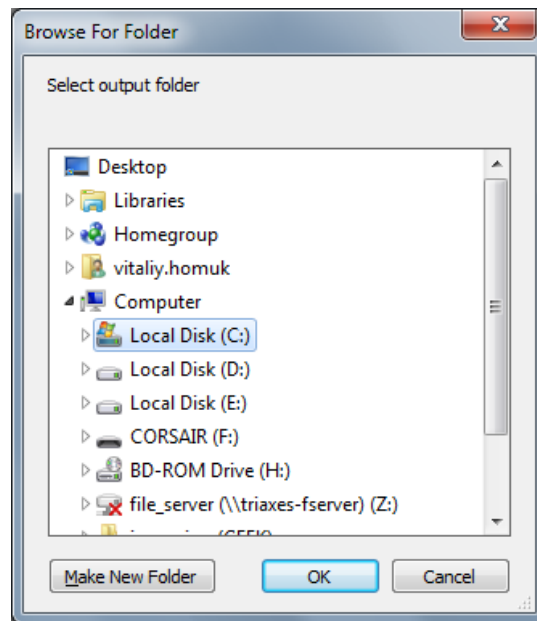 Browse For Folder
Select output folder
Desktop
Libraries
Homegroup
vitaliy.homuk
Computer
Local Disk (C:)
Local Disk (D:)
Local Disk (E:)
CORSAIR (F:)
BD-ROM Drive (H:)
file_server (\\triaxes-fserver) (Z:)
Make New Folder
OK
Cancel